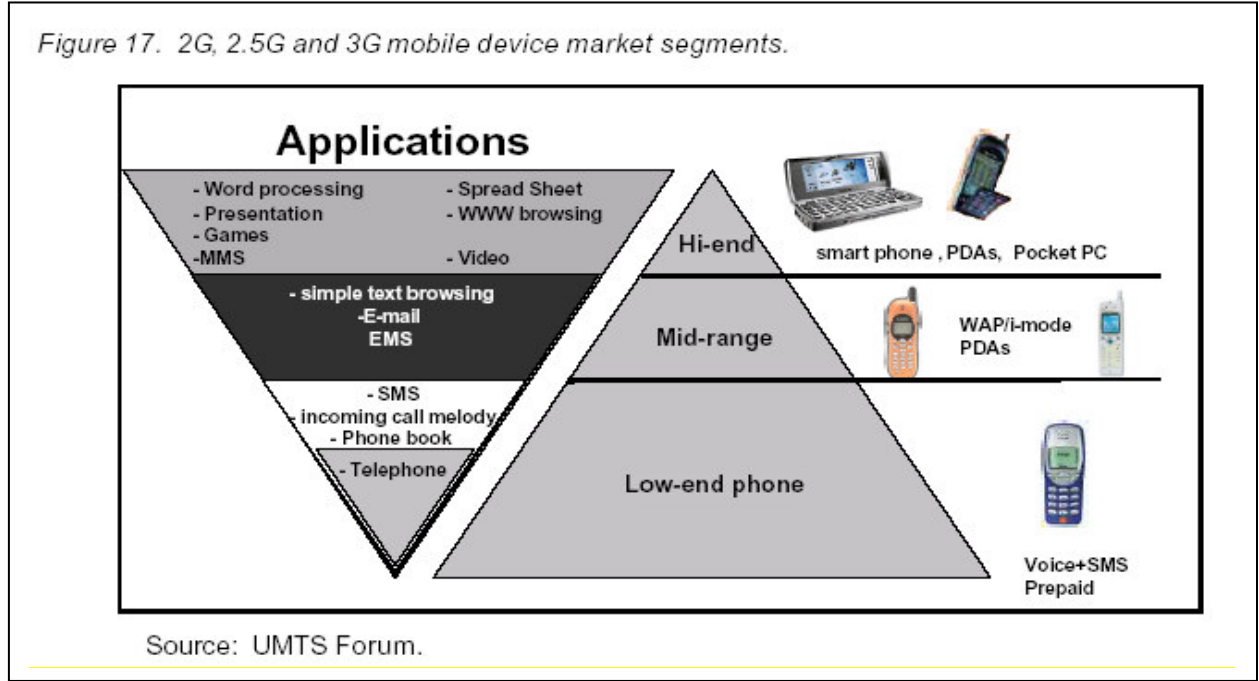 Figure 17. 2G, 2.5G and 3G mobile device market segments.
Applications
- Word processing
- Presentation
- Games
-MMS
- Spread Sheet
- WWW browsing
- Video
- simple text browsing
-E-mail
EMS
- SMS
- incoming call melody
- Phone book
- Telephone
Hi-end
Mid-range
Low-end phone
smart phone , PDAs, Pocket PC
WAP/i-mode
PDAs
Voice+SMS
Prepaid
Source: UMTS Forum.